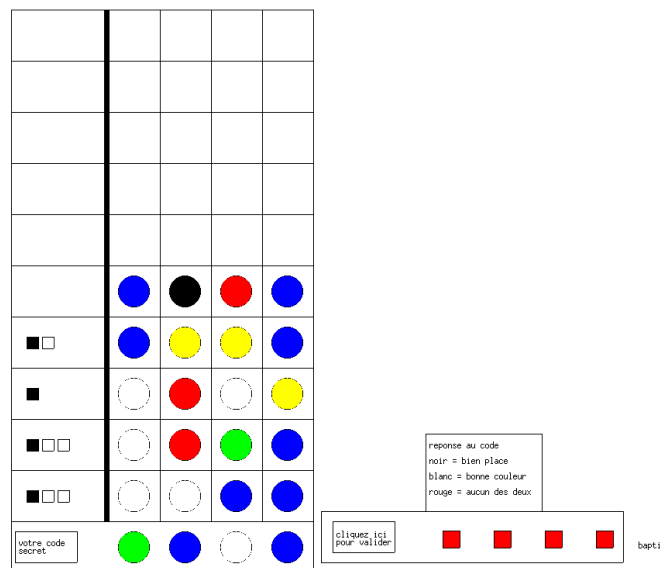 reponse au code
noir = bien place
blanc = bonne couleur
rouge = aucun des deux
votre code
secret
cliquez ici
pour valider
bapti